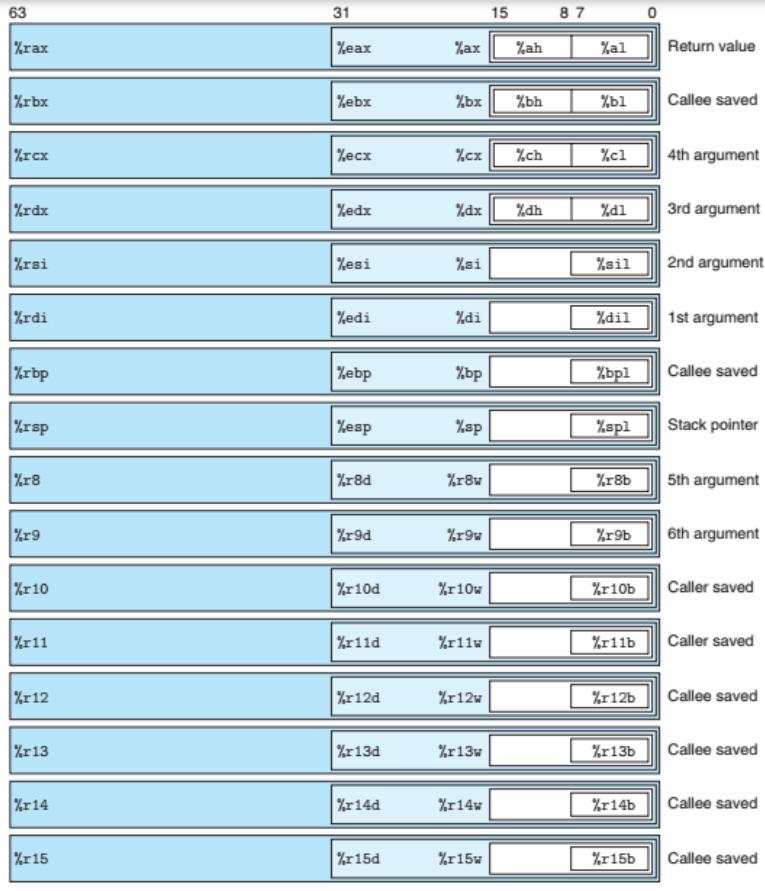 63 31 15 8 7 0
%rax %eax %ax %ah %al Return value
%rbx %ebx %bx %bh %bl Callee saved
%rcx %ecx %cx %ch %cl 4th argument
%rdx %edx %dx %dh %dl 3rd argument
%rsi %esi %si %sil 2nd argument
%rdi %edi %di %dil 1st argument
%rbp %ebp %bp %bpl Callee saved
%rsp %esp %sp %spl Stack pointer
%r8 %r8d %r8w %r8b 5th argument
%r9 %r9d %r9w %r9b 6th argument
%r10 %r10d %r10w %r10b Caller saved
%r11 %r11d %r11w %r11b Caller saved
%r12 %r12d %r12w %r12b Callee saved
%r13 %r13d %r13w %r13b Callee saved
%r14 %r14d %r14w %r14b Callee saved
%r15 %r15d %r15w %r15b Callee saved